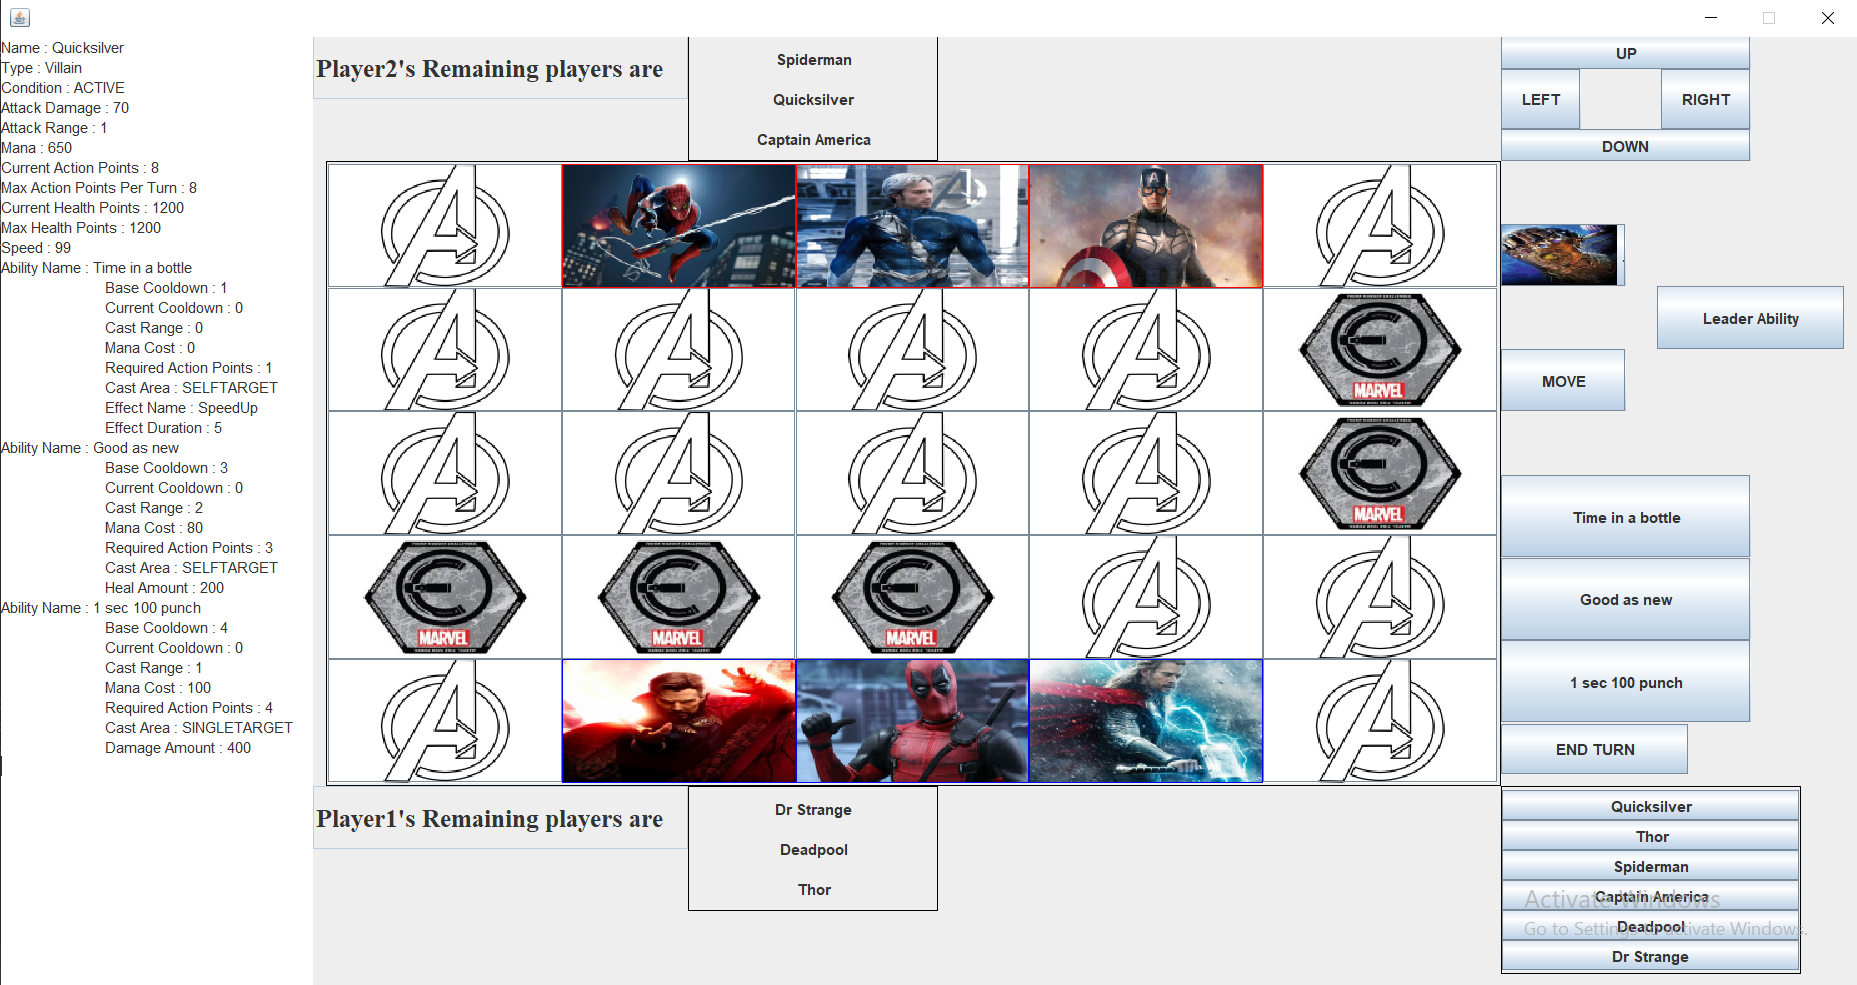 Name : Quicksilver
Type : Villain
Condition : ACTIVE
Attack Damage : 70
Attack Range : 1
Mana : 650
Current Action Points : 8
Max Action Points Per Turn : 8
Current Health Points : 1200
Max Health Points : 1200
Speed : 99
Ability Name : Time in a bottle
Base Cooldown : 1
Current Cooldown : 0
Cast Range : 0
Mana Cost : 0
Required Action Points : 1
Cast Area : SELFTARGET
Effect Name : SpeedUp
Effect Duration : 5
Ability Name : Good as new
Base Cooldown : 3
Current Cooldown : 0
Cast Range : 2
Mana Cost : 80
Required Action Points : 3
Cast Area : SELFTARGET
Heal Amount : 200
Ability Name : 1 sec 100 punch
Base Cooldown : 4
Current Cooldown : 0
Cast Range : 1
Mana Cost : 100
Required Action Points : 4
Cast Area : SINGLETARGET
Damage Amount : 400
Player2's Remaining players are
Spiderman
Quicksilver
Captain America
MARVEL
MARVEL
MARVEL
MARVEL
MARVEL
Player1's Remaining players are
Dr Strange
Deadpool
Thor
UP
LEFT
RIGHT
DOWN
Leader Ability
MOVE
Time in a bottle
Good as new
1 sec 100 punch
END TURN
Quicksilver
Thor
Spiderman
Captain America
Deadpool
Dr Strange
Activate Windows
Go to Settings to activate Windows.